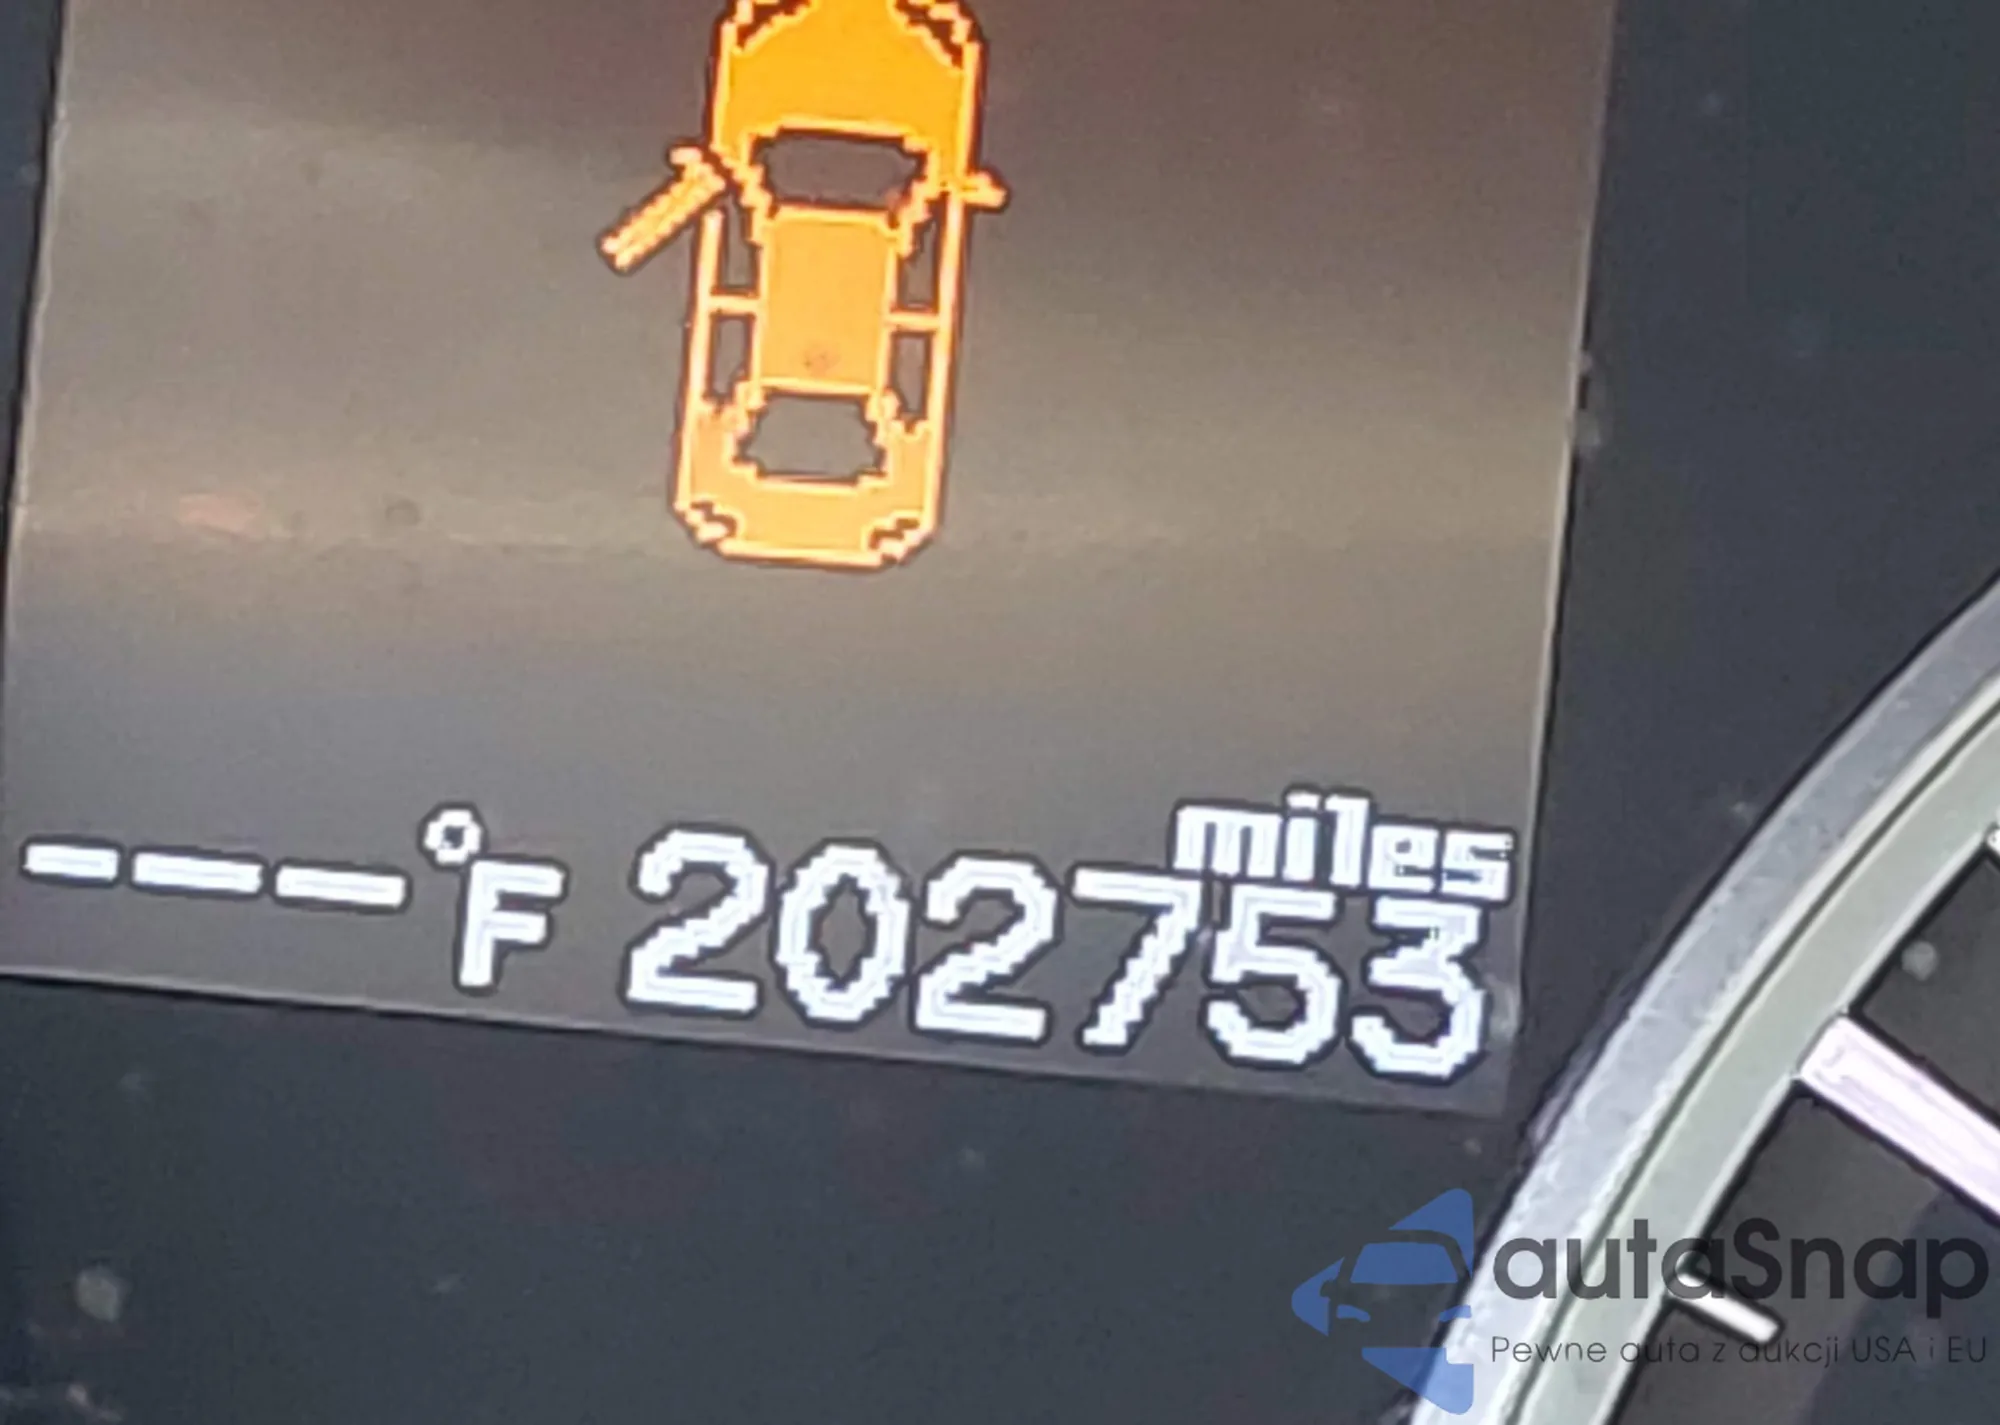 ---°F 202753 miles
autaSnap
Pewne auta z aukcji USA i EU